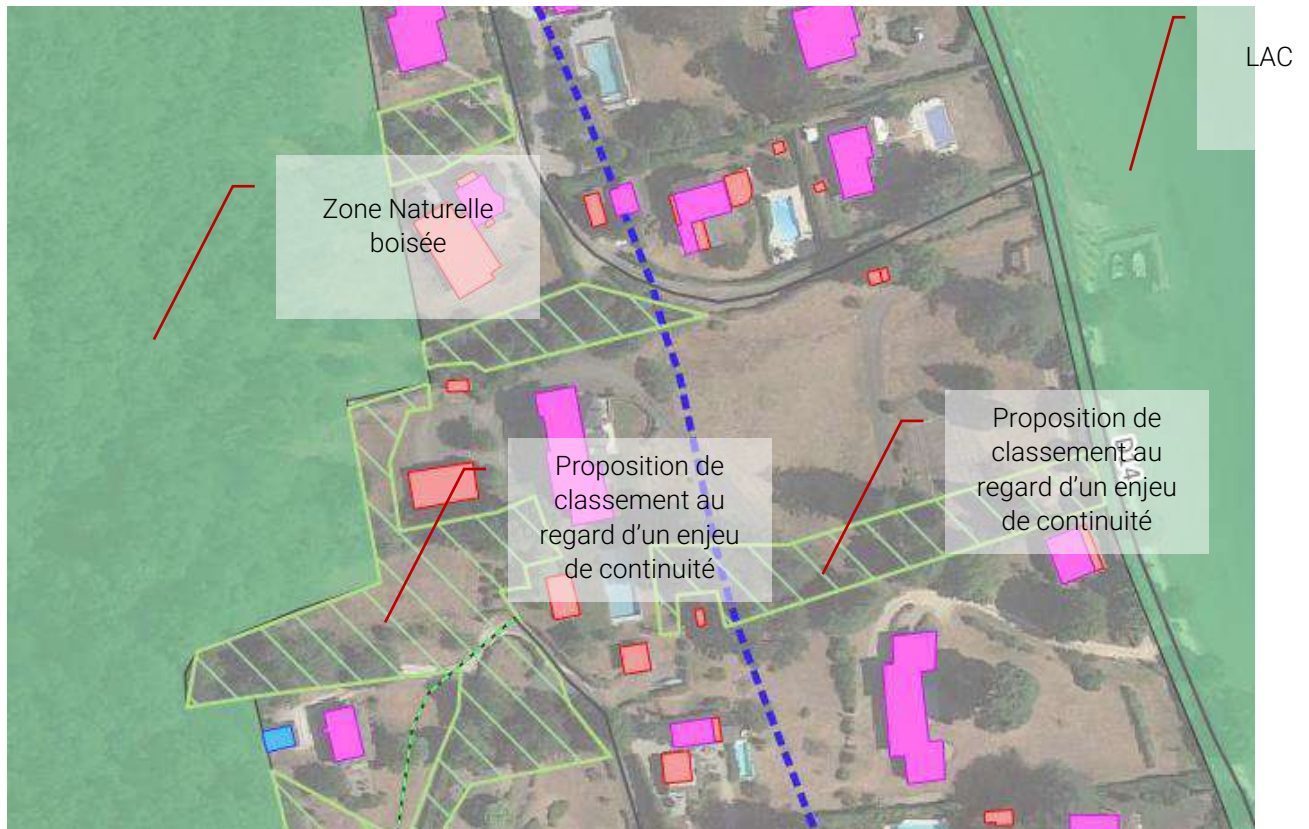 LAC
Zone Naturelle
boisée
Proposition de
classement au
regard d'un enjeu
de continuité
Proposition de
classement au
regard d'un enjeu
de continuité
D14